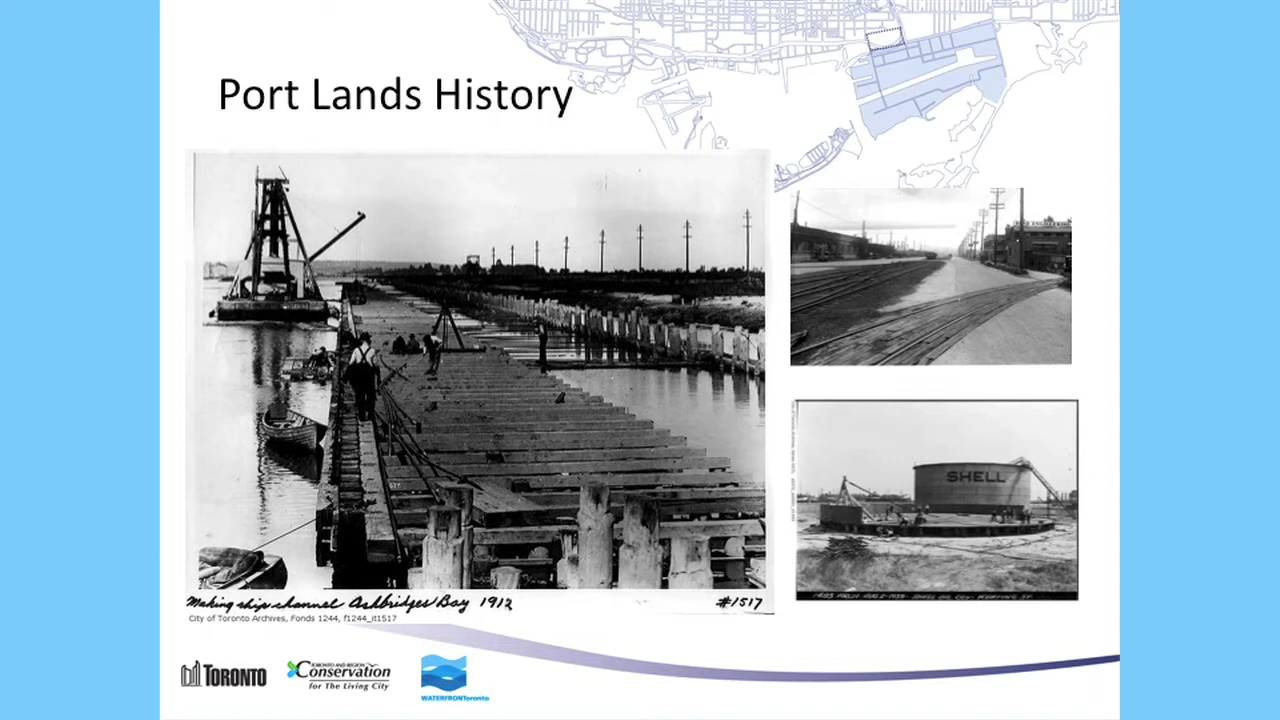 Port Lands History
ENGINEERING
SHELL
Making ship channel Ashbridges Bay 1912
#1517
City of Toronto Archives, Fonds 1244, f1244_it1517
TORONTO
TORONTO AND REGION
Conservation
for The Living City
WATERFRONToronto